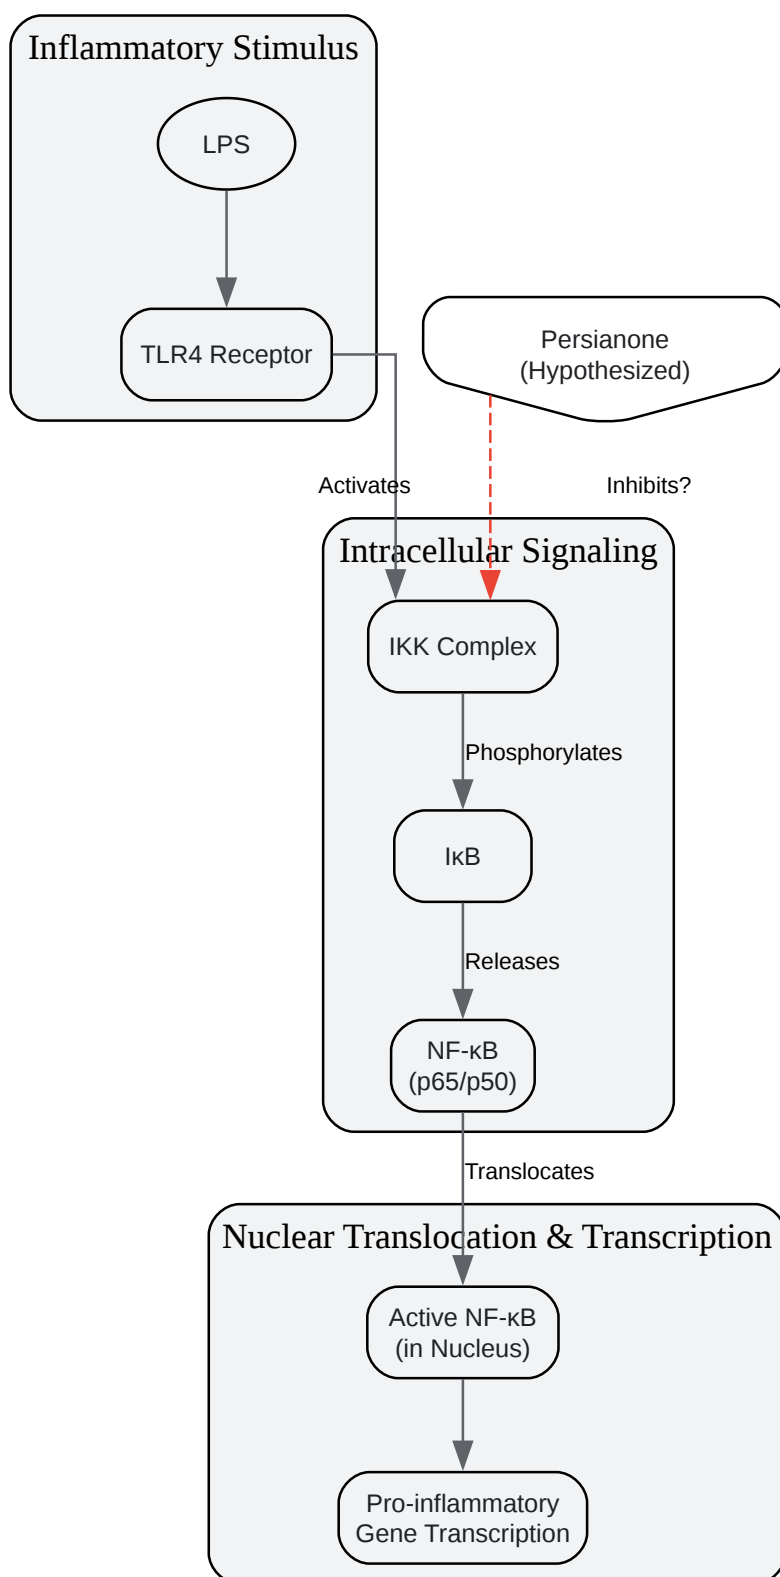 Inflammatory Stimulus
LPS
TLR4 Receptor
Persianone
(Hypothesized)
Activates
Inhibits?
Intracellular Signaling
IKK Complex
Phosphorylates
IκB
Releases
NF-κB
(p65/p50)
Translocates
Nuclear Translocation & Transcription
Active NF-κB
(in Nucleus)
Pro-inflammatory
Gene Transcription